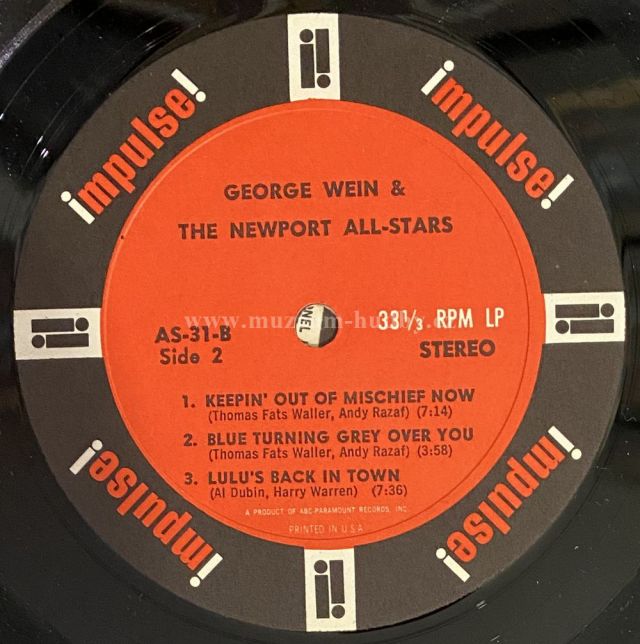 impulse!
impulse!
GEORGE WEIN &
THE NEWPORT ALL-STARS
AS-31-B
Side 2
33⅓ RPM LP
STEREO
1. KEEPIN' OUT OF MISCHIEF NOW
(Thomas Fats Waller, Andy Razaf) (7:14)
2. BLUE TURNING GREY OVER YOU
(Thomas Fats Waller, Andy Razaf) (3:58)
3. LULU'S BACK IN TOWN
(Al Dubin, Harry Warren) (7:36)
A PRODUCT OF ABC-PARAMOUNT RECORDS, INC.
PRINTED IN U.S.A.
impulse!
impulse!